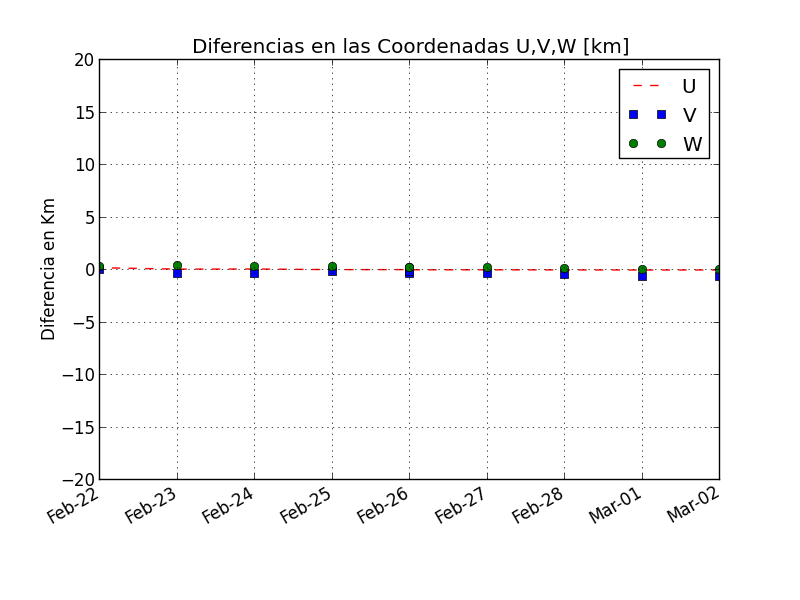 Diferencias en las Coordenadas U,V,W [km]
U
V
W
Diferencia en Km
20
15
10
5
0
−5
−10
−15
−20
Feb-22
Feb-23
Feb-24
Feb-25
Feb-26
Feb-27
Feb-28
Mar-01
Mar-02